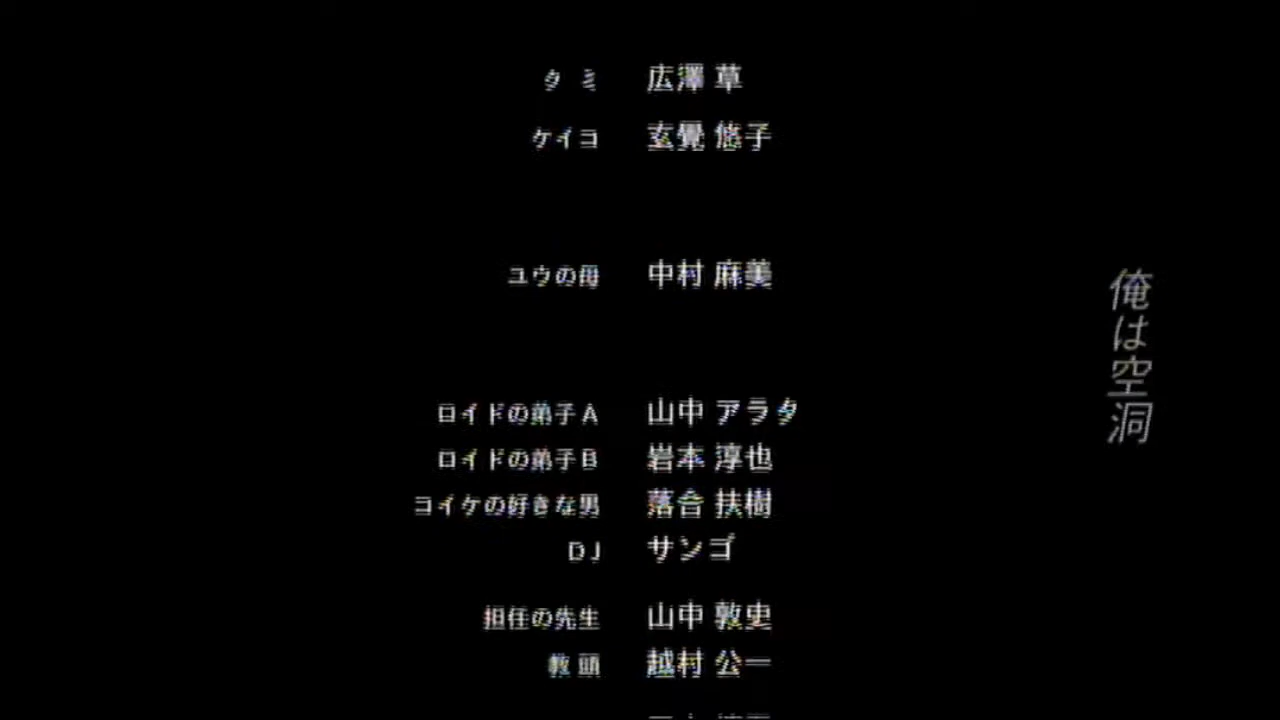 タ ミ 広澤 草
ケイコ 玄覺 悠子
ユウの母 中村 麻美
ロイドの弟子A 山中 アラタ
ロイドの弟子B 岩本 淳也
ヨイケの好きな男 落合 扶樹
DJ サンゴ
担任の先生 山中 敦史
教 頭 越村 公一
俺は空洞